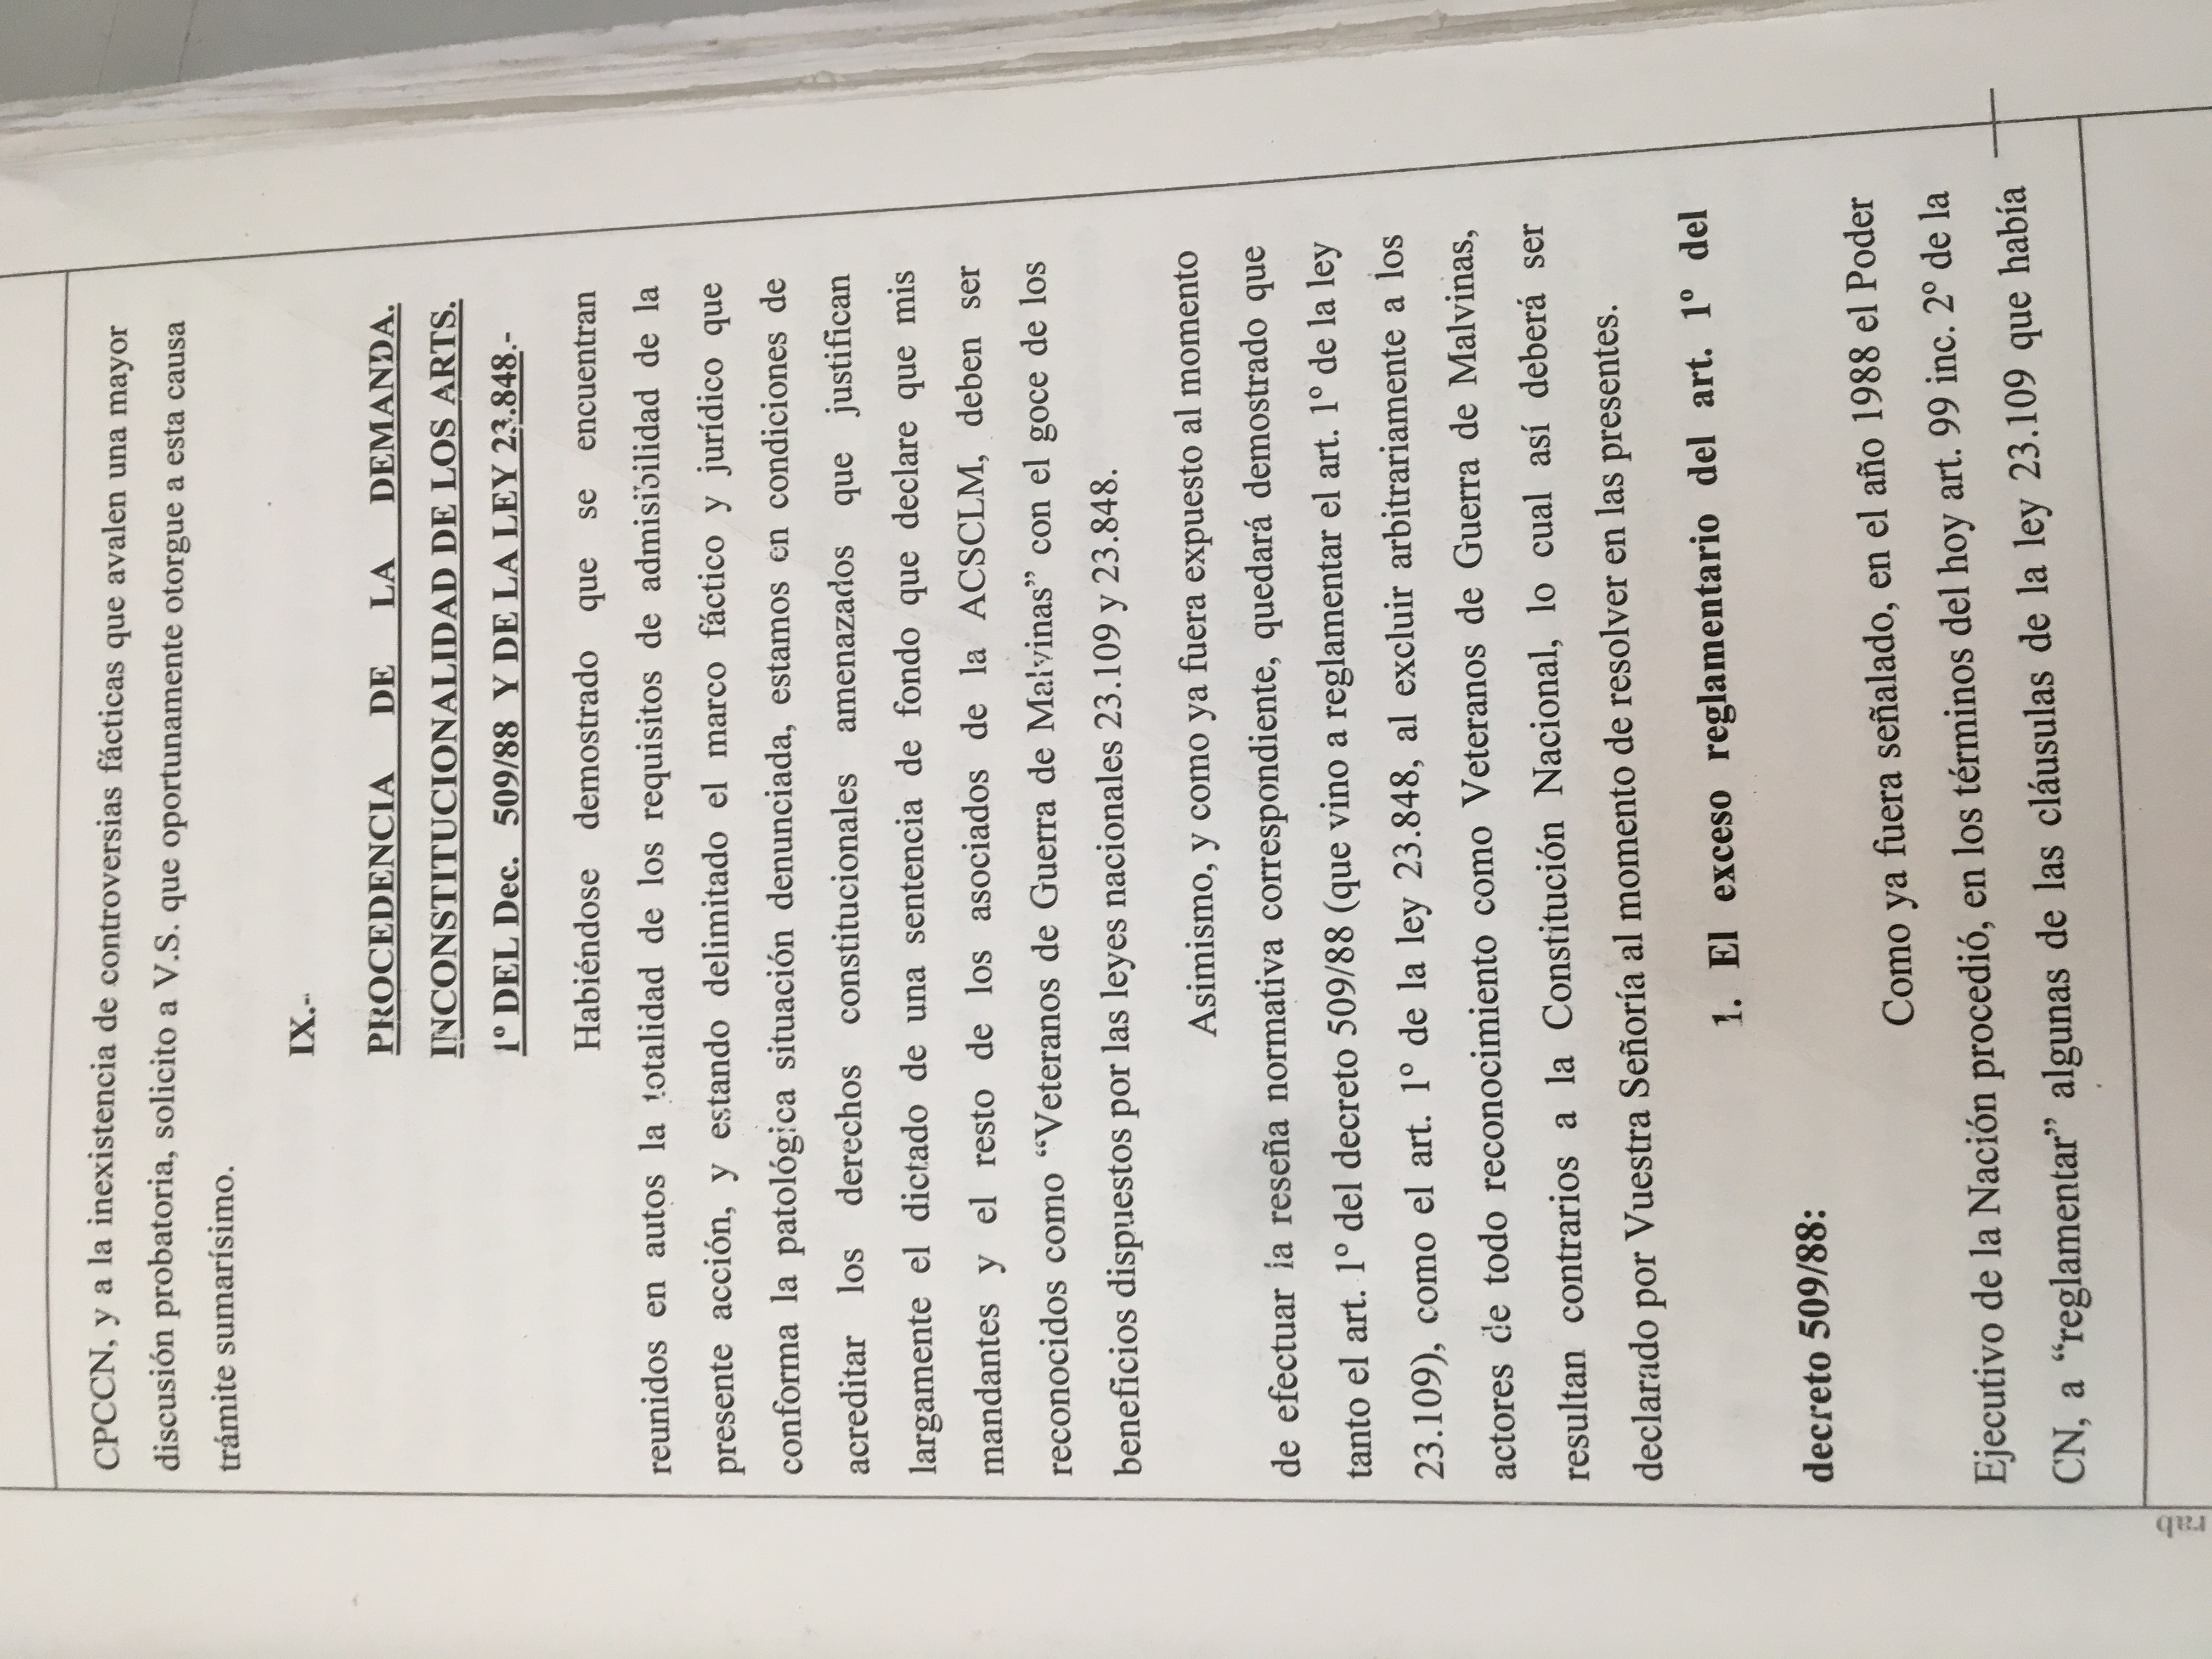 CPCCN, y a la inexistencia de controversias fácticas que avalen una mayor
discusión probatoria, solicito a V.S. que oportunamente otorgue a esta causa
trámite sumarísimo.
IX.-
PROCEDENCIA DE LA DEMANDA.
INCONSTITUCIONALIDAD DE LOS ARTS.
1º DEL Dec. 509/88 Y DE LA LEY 23.848.-
Habiéndose demostrado que se encuentran
reunidos en autos la totalidad de los requisitos de admisibilidad de la
presente acción, y estando delimitado el marco fáctico y jurídico que
conforma la patológica situación denunciada, estamos en condiciones de
acreditar los derechos constitucionales amenazados que justifican
largamente el dictado de una sentencia de fondo que declare que mis
mandantes y el resto de los asociados de la ACSCLM, deben ser
reconocidos como “Veteranos de Guerra de Malvinas” con el goce de los
beneficios dispuestos por las leyes nacionales 23.109 y 23.848.
Asimismo, y como ya fuera expuesto al momento
de efectuar la reseña normativa correspondiente, quedará demostrado que
tanto el art. 1º del decreto 509/88 (que vino a reglamentar el art. 1º de la ley
23.109), como el art. 1º de la ley 23.848, al excluir arbitrariamente a los
actores de todo reconocimiento como Veteranos de Guerra de Malvinas,
resultan contrarios a la Constitución Nacional, lo cual así deberá ser
declarado por Vuestra Señoría al momento de resolver en las presentes.
1. El exceso reglamentario del art. 1º del
decreto 509/88:
Como ya fuera señalado, en el año 1988 el Poder
Ejecutivo de la Nación procedió, en los términos del hoy art. 99 inc. 2º de la
CN, a “reglamentar” algunas de las cláusulas de la ley 23.109 que había
rab